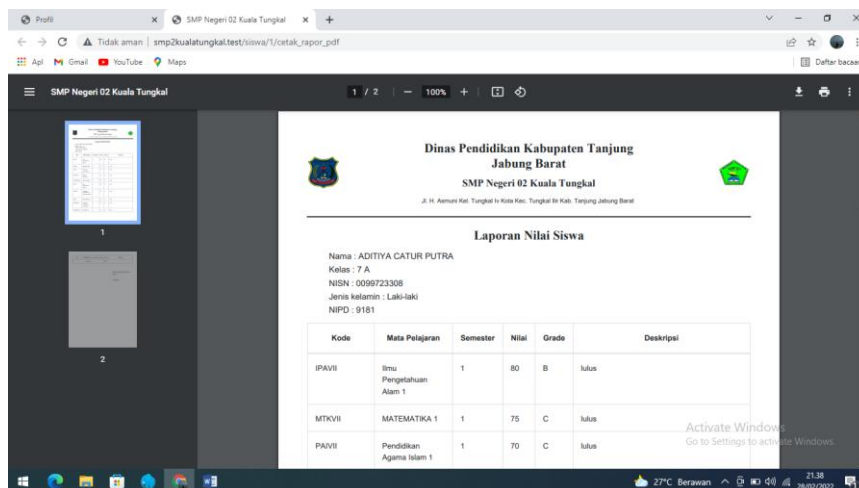 Profil
SMP Negeri 02 Kuala Tungkal
Tidak aman | smp2kualatungkal.test/siswa/1/cetak_rapor_pdf
Apl Gmail YouTube Maps
Daftar bacaan
SMP Negeri 02 Kuala Tungkal
1 / 2
100%
1
2
Dinas Pendidikan Kabupaten Tanjung
Jabung Barat
SMP Negeri 02 Kuala Tungkal
Jl. H. Asmuni Kel. Tungkal Iv Kota Kec. Tungkal Ilir Kab. Tanjung Jabung Barat
Laporan Nilai Siswa
Nama : ADITIYA CATUR PUTRA
Kelas : 7 A
NISN : 0099723308
Jenis kelamin : Laki-laki
NIPD : 9181
Kode Mata Pelajaran Semester Nilai Grade Deskripsi
IPAVII Ilmu 1 80 B lulus
Pengetahuan
Alam 1
MTKVII MATEMATIKA 1 1 75 C lulus
PAIVII Pendidikan 1 70 C lulus
Agama Islam 1
Activate Windows
Go to Settings to activate Windows.
27°C Berawan
21.38
28/02/2022